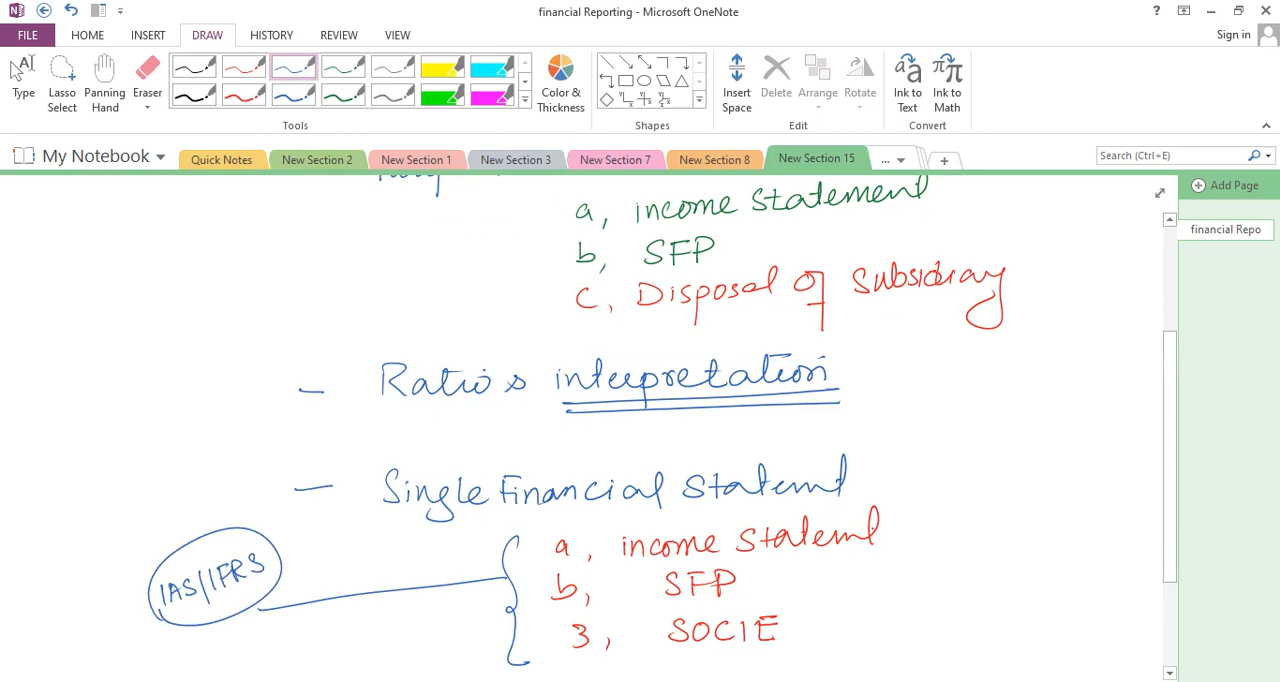 financial Reporting - Microsoft OneNote
?
Sign in
FILE HOME INSERT DRAW HISTORY REVIEW VIEW
Type
Lasso Select
Panning Hand
Eraser
Color & Thickness
Insert Space
Delete
Arrange
Rotate
Ink to Text
Ink to Math
Tools
Shapes
Edit
Convert
My Notebook
Quick Notes
New Section 2
New Section 1
New Section 3
New Section 7
New Section 8
New Section 15
...
Search (Ctrl+E)
Add Page
financial Repo
a, income Statement
b, SFP
c, Disposal of Subsidiary
- Ratio s interpretation
- Single Financial Statemt
IAS//IFRS
a, income Statemt
b, SFP
3, SOCIE